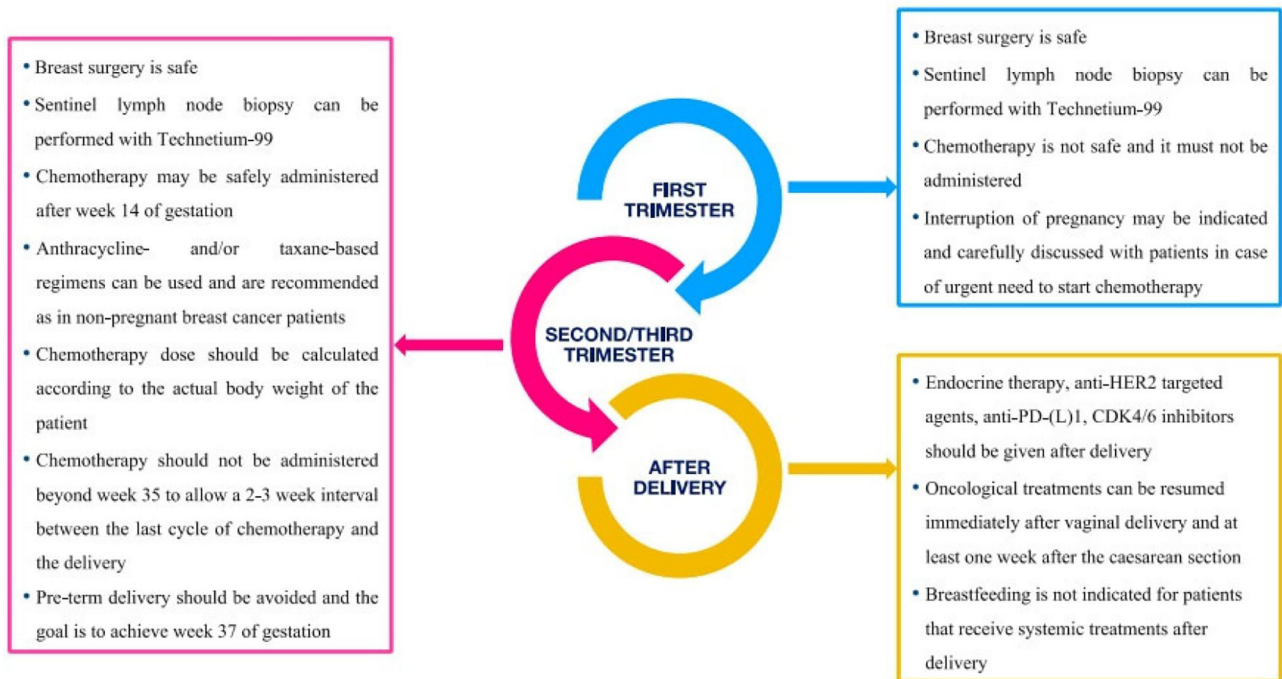 • Breast surgery is safe
• Sentinel lymph node biopsy can be
performed with Technetium-99
• Chemotherapy is not safe and it must not be
administered
• Interruption of pregnancy may be indicated
and carefully discussed with patients in case
of urgent need to start chemotherapy
FIRST
TRIMESTER
• Breast surgery is safe
• Sentinel lymph node biopsy can be
performed with Technetium-99
• Chemotherapy may be safely administered
after week 14 of gestation
• Anthracycline- and/or taxane-based
regimens can be used and are recommended
as in non-pregnant breast cancer patients
• Chemotherapy dose should be calculated
according to the actual body weight of the
patient
• Chemotherapy should not be administered
beyond week 35 to allow a 2-3 week interval
between the last cycle of chemotherapy and
the delivery
• Pre-term delivery should be avoided and the
goal is to achieve week 37 of gestation
SECOND/THIRD
TRIMESTER
AFTER
DELIVERY
• Endocrine therapy, anti-HER2 targeted
agents, anti-PD-(L)1, CDK4/6 inhibitors
should be given after delivery
• Oncological treatments can be resumed
immediately after vaginal delivery and at
least one week after the caesarean section
• Breastfeeding is not indicated for patients
that receive systemic treatments after
delivery